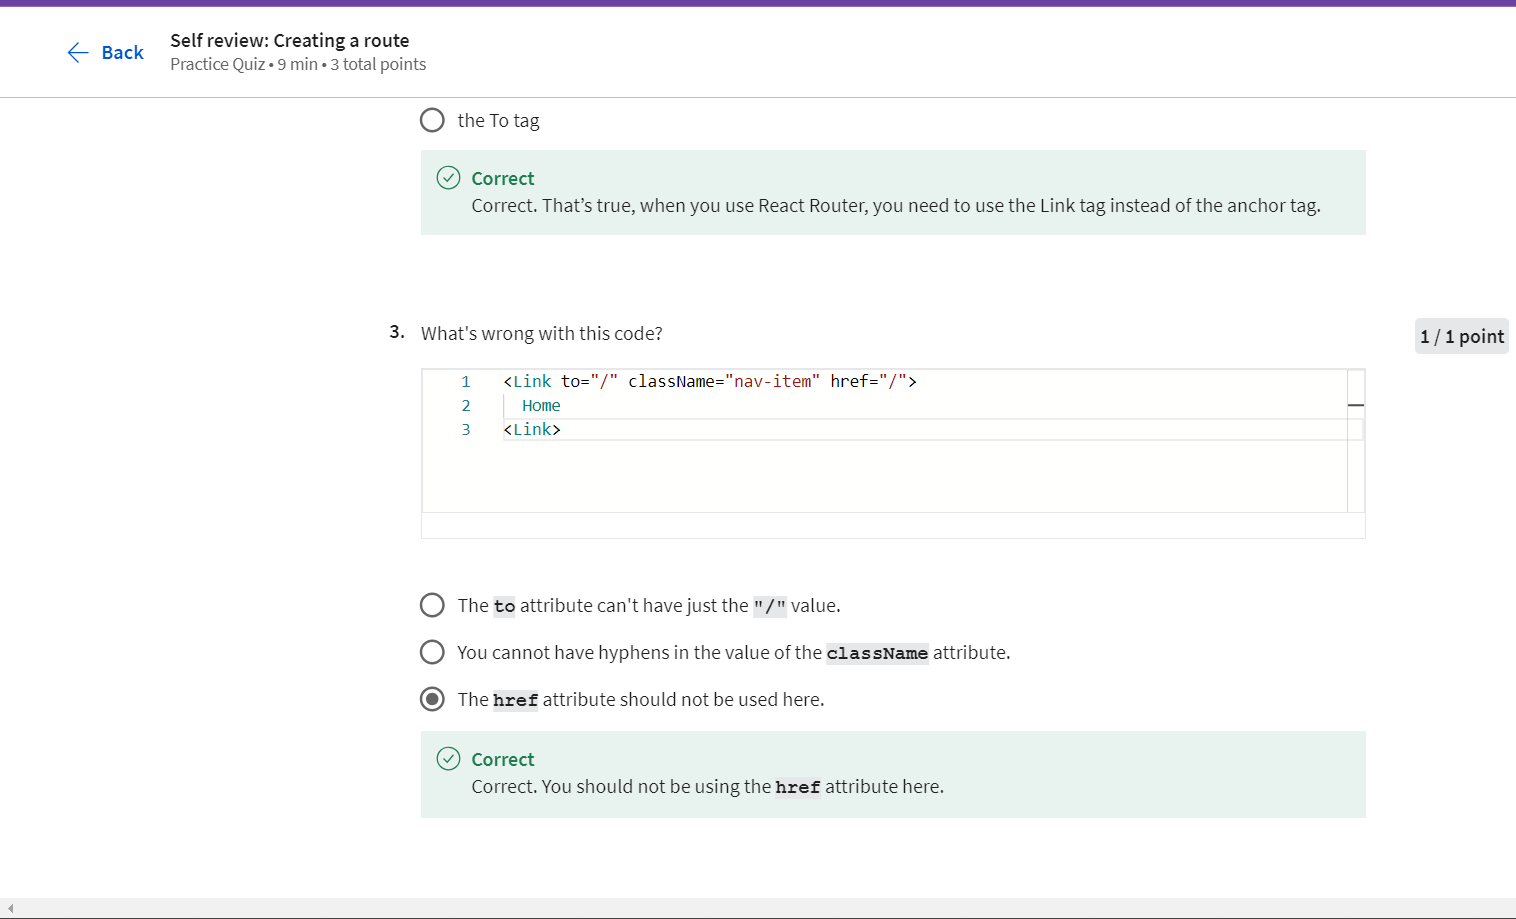 Back
Self review: Creating a route
Practice Quiz • 9 min • 3 total points
the To tag
Correct
Correct. That’s true, when you use React Router, you need to use the Link tag instead of the anchor tag.
3. What's wrong with this code?
1 / 1 point
1 <Link to="/" className="nav-item" href="/">
2 Home
3 <Link>
The to attribute can't have just the "/" value.
You cannot have hyphens in the value of the className attribute.
The href attribute should not be used here.
Correct
Correct. You should not be using the href attribute here.